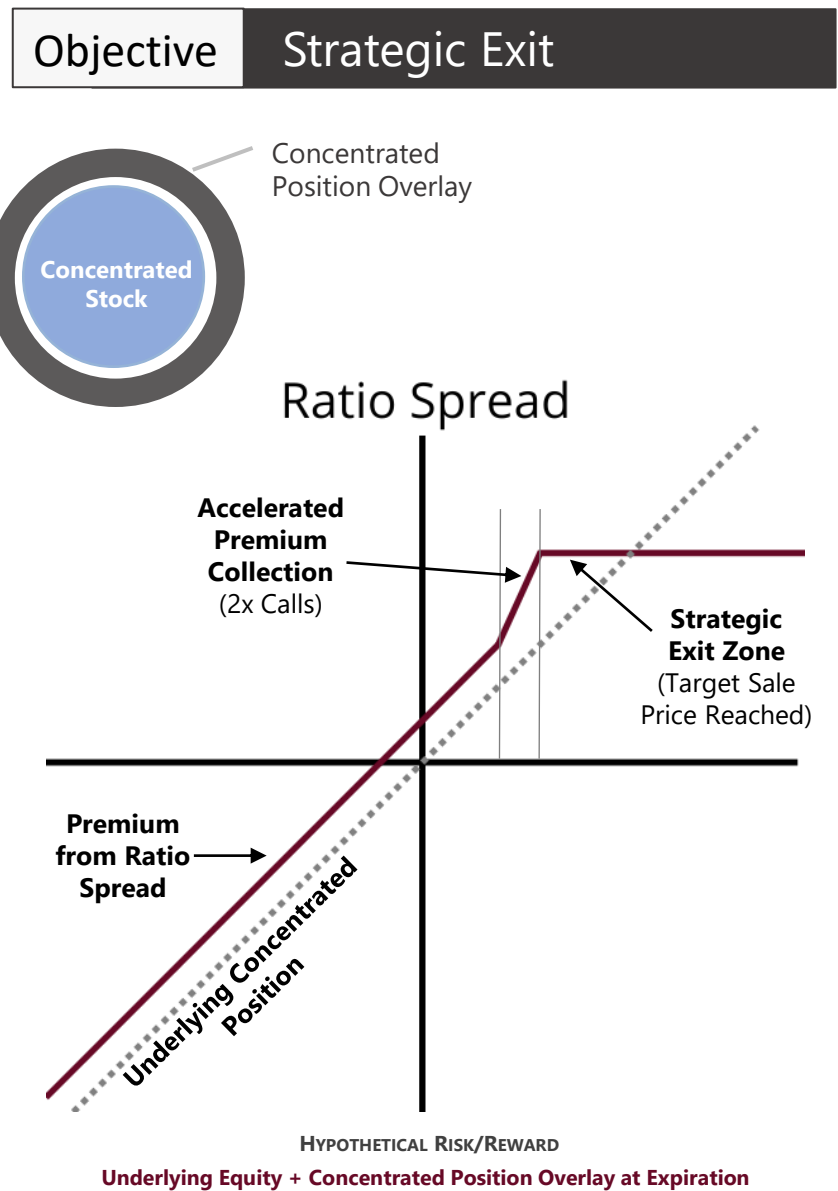 Objective
Strategic Exit
Concentrated
Position Overlay
Concentrated
Stock
Ratio Spread
Accelerated
Premium
Collection
(2x Calls)
Strategic
Exit Zone
(Target Sale
Price Reached)
Premium
from Ratio
Spread
Underlying Concentrated
Position
HYPOTHETICAL RISK/REWARD
Underlying Equity + Concentrated Position Overlay at Expiration